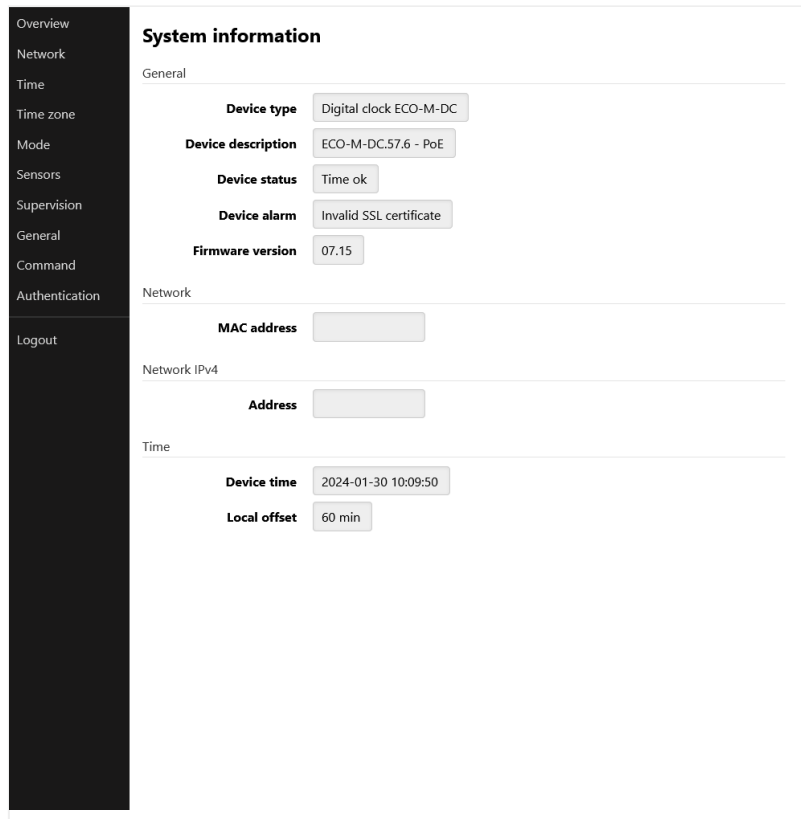 Overview
Network
Time
Time zone
Mode
Sensors
Supervision
General
Command
Authentication
Logout
System information
General
Device type Digital clock ECO-M-DC
Device description ECO-M-DC.57.6 - PoE
Device status Time ok
Device alarm Invalid SSL certificate
Firmware version 07.15
Network
MAC address
Network IPv4
Address
Time
Device time 2024-01-30 10:09:50
Local offset 60 min